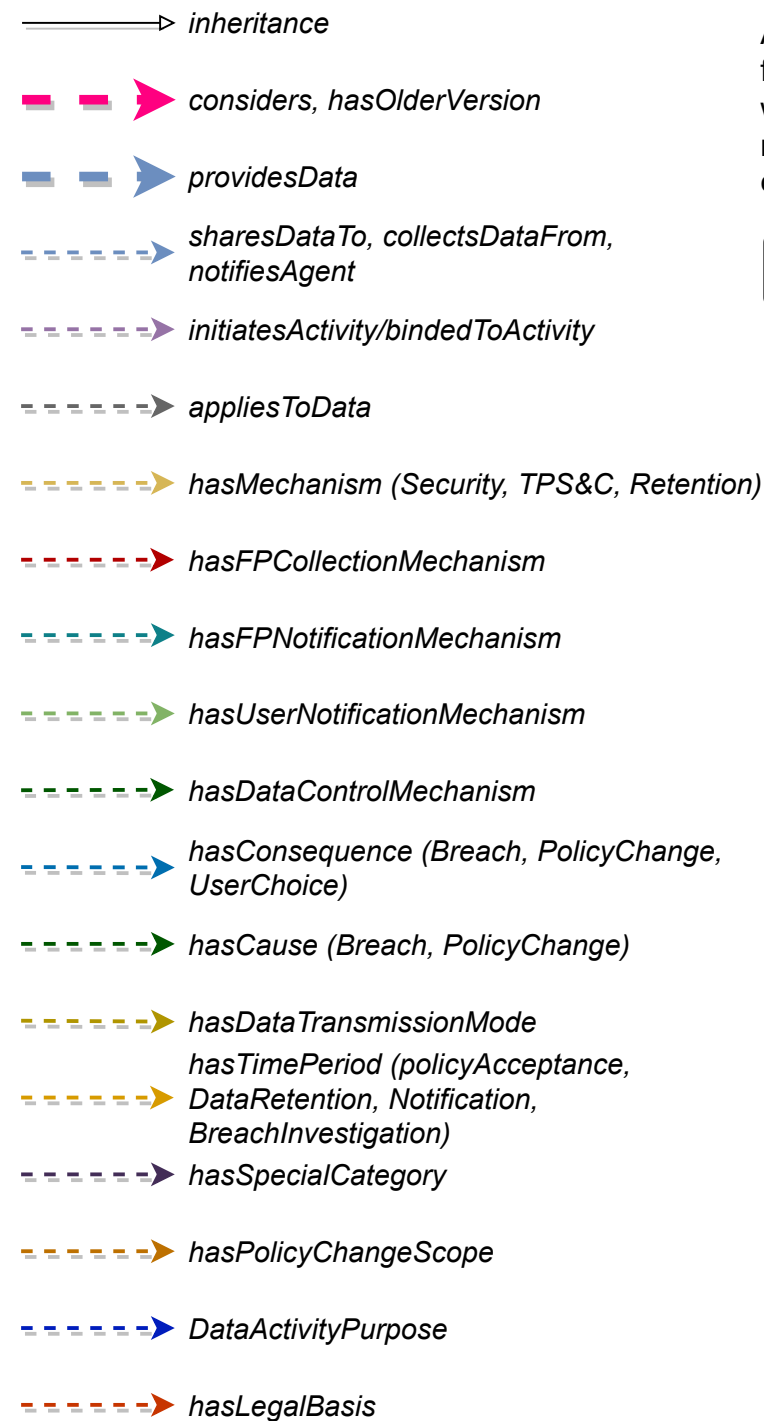 inheritance
considers, hasOlderVersion
providesData
sharesDataTo, collectsDataFrom,
notifiesAgent
initiatesActivity/bindedToActivity
appliesToData
hasMechanism (Security, TPS&C, Retention)
hasFPCollectionMechanism
hasFPNotificationMechanism
hasUserNotificationMechanism
hasDataControlMechanism
hasConsequence (Breach, PolicyChange,
UserChoice)
hasCause (Breach, PolicyChange)
hasDataTransmissionMode
hasTimePeriod (policyAcceptance,
DataRetention, Notification,
BreachInvestigation)
hasSpecialCategory
hasPolicyChangeScope
DataActivityPurpose
hasLegalBasis